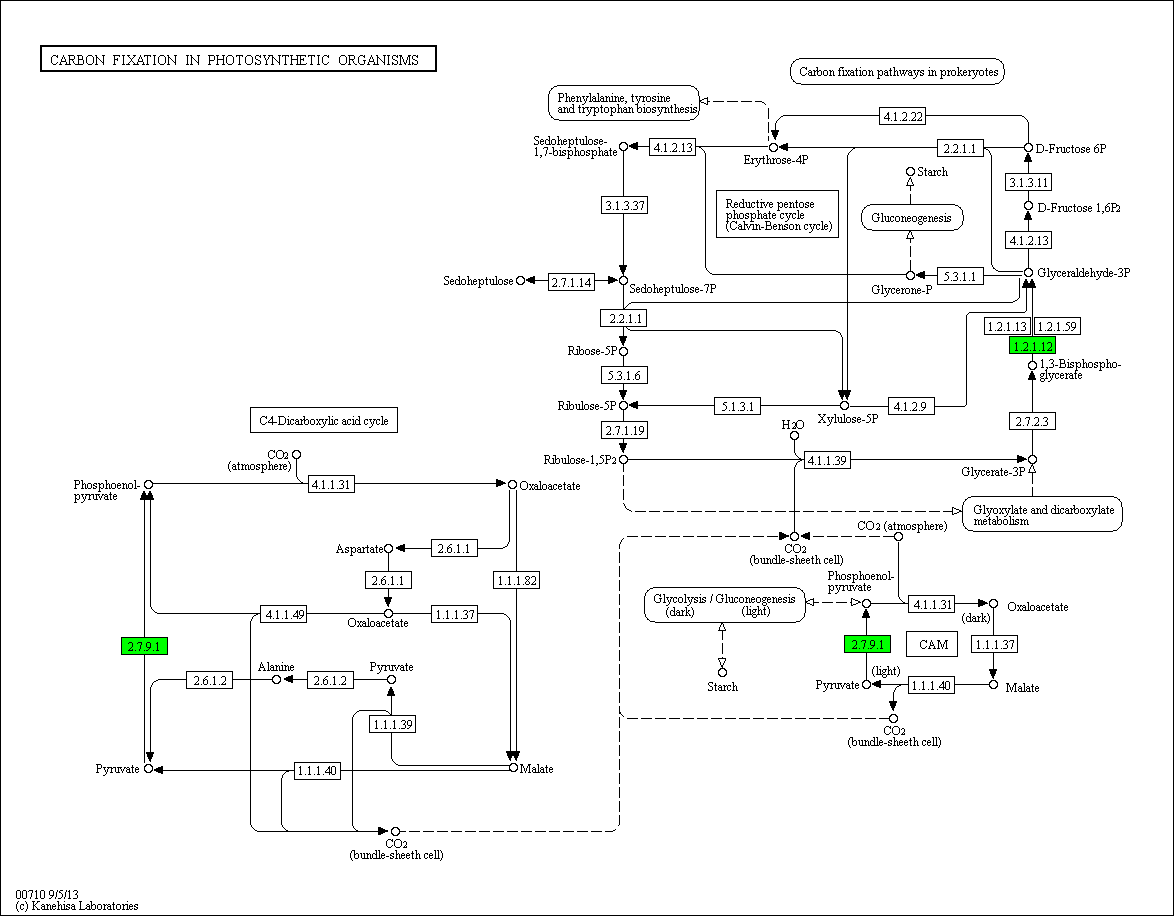 CARBON FIXATION IN PHOTOSYNTHETIC ORGANISMS
Carbon fixation pathways in prokeryotes
Phenylalanine, tyrosine
and tryptophan biosynthesis
4.1.2.22
Sedoheptulose-
1,7-bisphosphate
4.1.2.13
Erythrose-4P
2.2.1.1
D-Fructose 6P
Starch
3.1.3.11
3.1.3.37
Reductive pentose
phosphate cycle
(Calvin-Benson cycle)
Gluconeogenesis
D-Fructose 1,6P2
4.1.2.13
Sedoheptulose
2.7.1.14
Sedoheptulose-7P
Glycerone-P
5.3.1.1
Glyceraldehyde-3P
2.2.1.1
1.2.1.13
1.2.1.59
1.2.1.12
Ribose-5P
1,3-Bisphospho-
glycerate
5.3.1.6
Ribulose-5P
5.1.3.1
Xylulose-5P
4.1.2.9
2.7.2.3
C4-Dicarboxylic acid cycle
2.7.1.19
H2O
Ribulose-1,5P2
4.1.1.39
Glycerate-3P
CO2
(atmosphere)
4.1.1.31
Phosphoenol-
pyruvate
Oxaloacetate
Glyoxylate and dicarboxylate
metabolism
CO2 (atmosphere)
CO2
(bundle-sheeth cell)
Aspartate
2.6.1.1
2.6.1.1
1.1.1.82
Phosphoenol-
pyruvate
Glycolysis / Gluconeogenesis
(dark)
(light)
4.1.1.31
Oxaloacetate
(dark)
4.1.1.49
Oxaloacetate
1.1.1.37
2.7.9.1
2.7.9.1
CAM
1.1.1.37
Alanine
Pyruvate
2.6.1.2
2.6.1.2
Starch
(light)
Pyruvate
1.1.1.40
Malate
1.1.1.39
CO2
(bundle-sheeth cell)
Pyruvate
1.1.1.40
Malate
CO2
(bundle-sheeth cell)
00710 9/5/13
(c) Kanehisa Laboratories